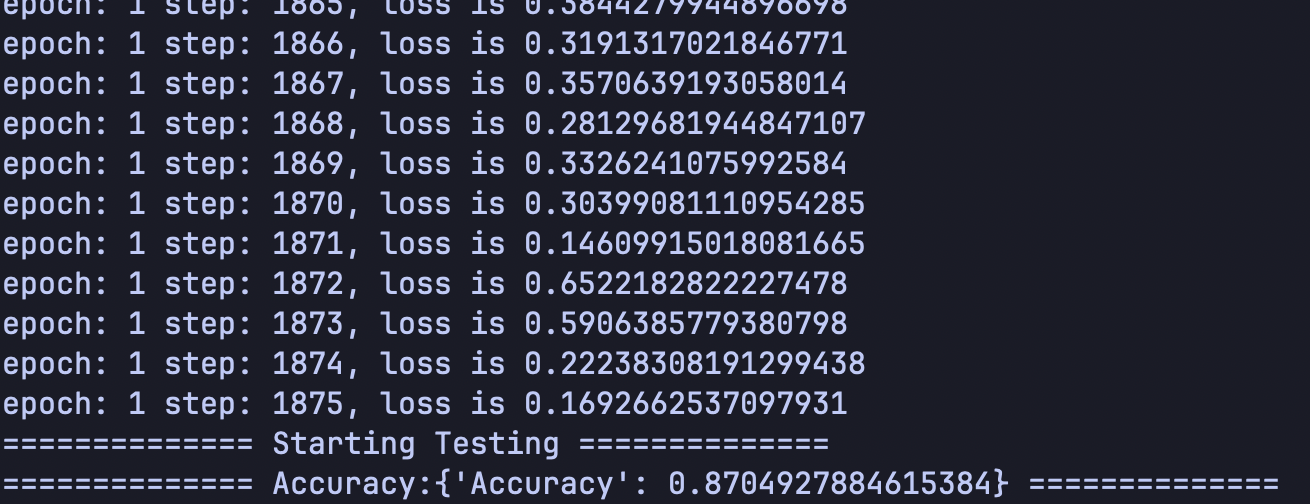 epoch: 1 step: 1865, loss is 0.3844279944896698
epoch: 1 step: 1866, loss is 0.3191317021846771
epoch: 1 step: 1867, loss is 0.3570639193058014
epoch: 1 step: 1868, loss is 0.28129681944847107
epoch: 1 step: 1869, loss is 0.3326241075992584
epoch: 1 step: 1870, loss is 0.30399081110954285
epoch: 1 step: 1871, loss is 0.14609915018081665
epoch: 1 step: 1872, loss is 0.6522182822227478
epoch: 1 step: 1873, loss is 0.5906385779380798
epoch: 1 step: 1874, loss is 0.22238308191299438
epoch: 1 step: 1875, loss is 0.1692662537097931
============== Starting Testing ==============
============== Accuracy:{'Accuracy': 0.8704927884615384} ==============